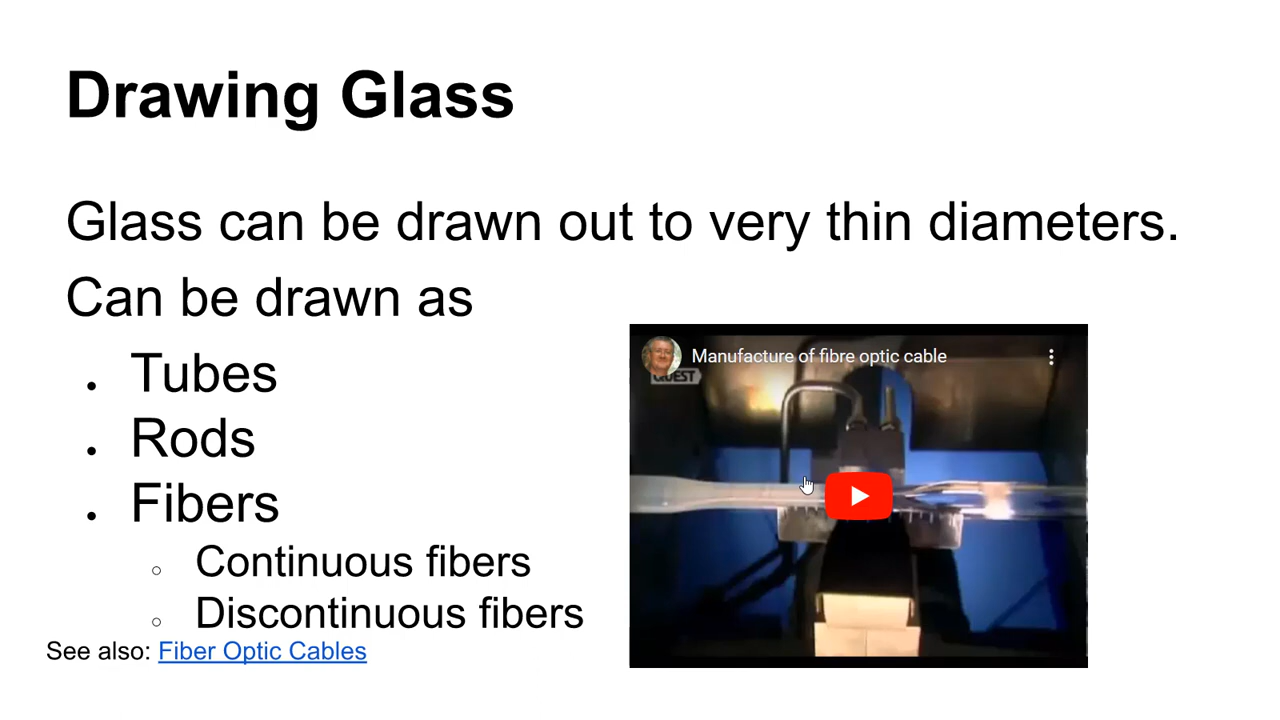 Drawing Glass
Glass can be drawn out to very thin diameters.
Can be drawn as
Tubes
Rods
Fibers
Continuous fibers
Discontinuous fibers
See also: Fiber Optic Cables
Manufacture of fibre optic cable
QUEST